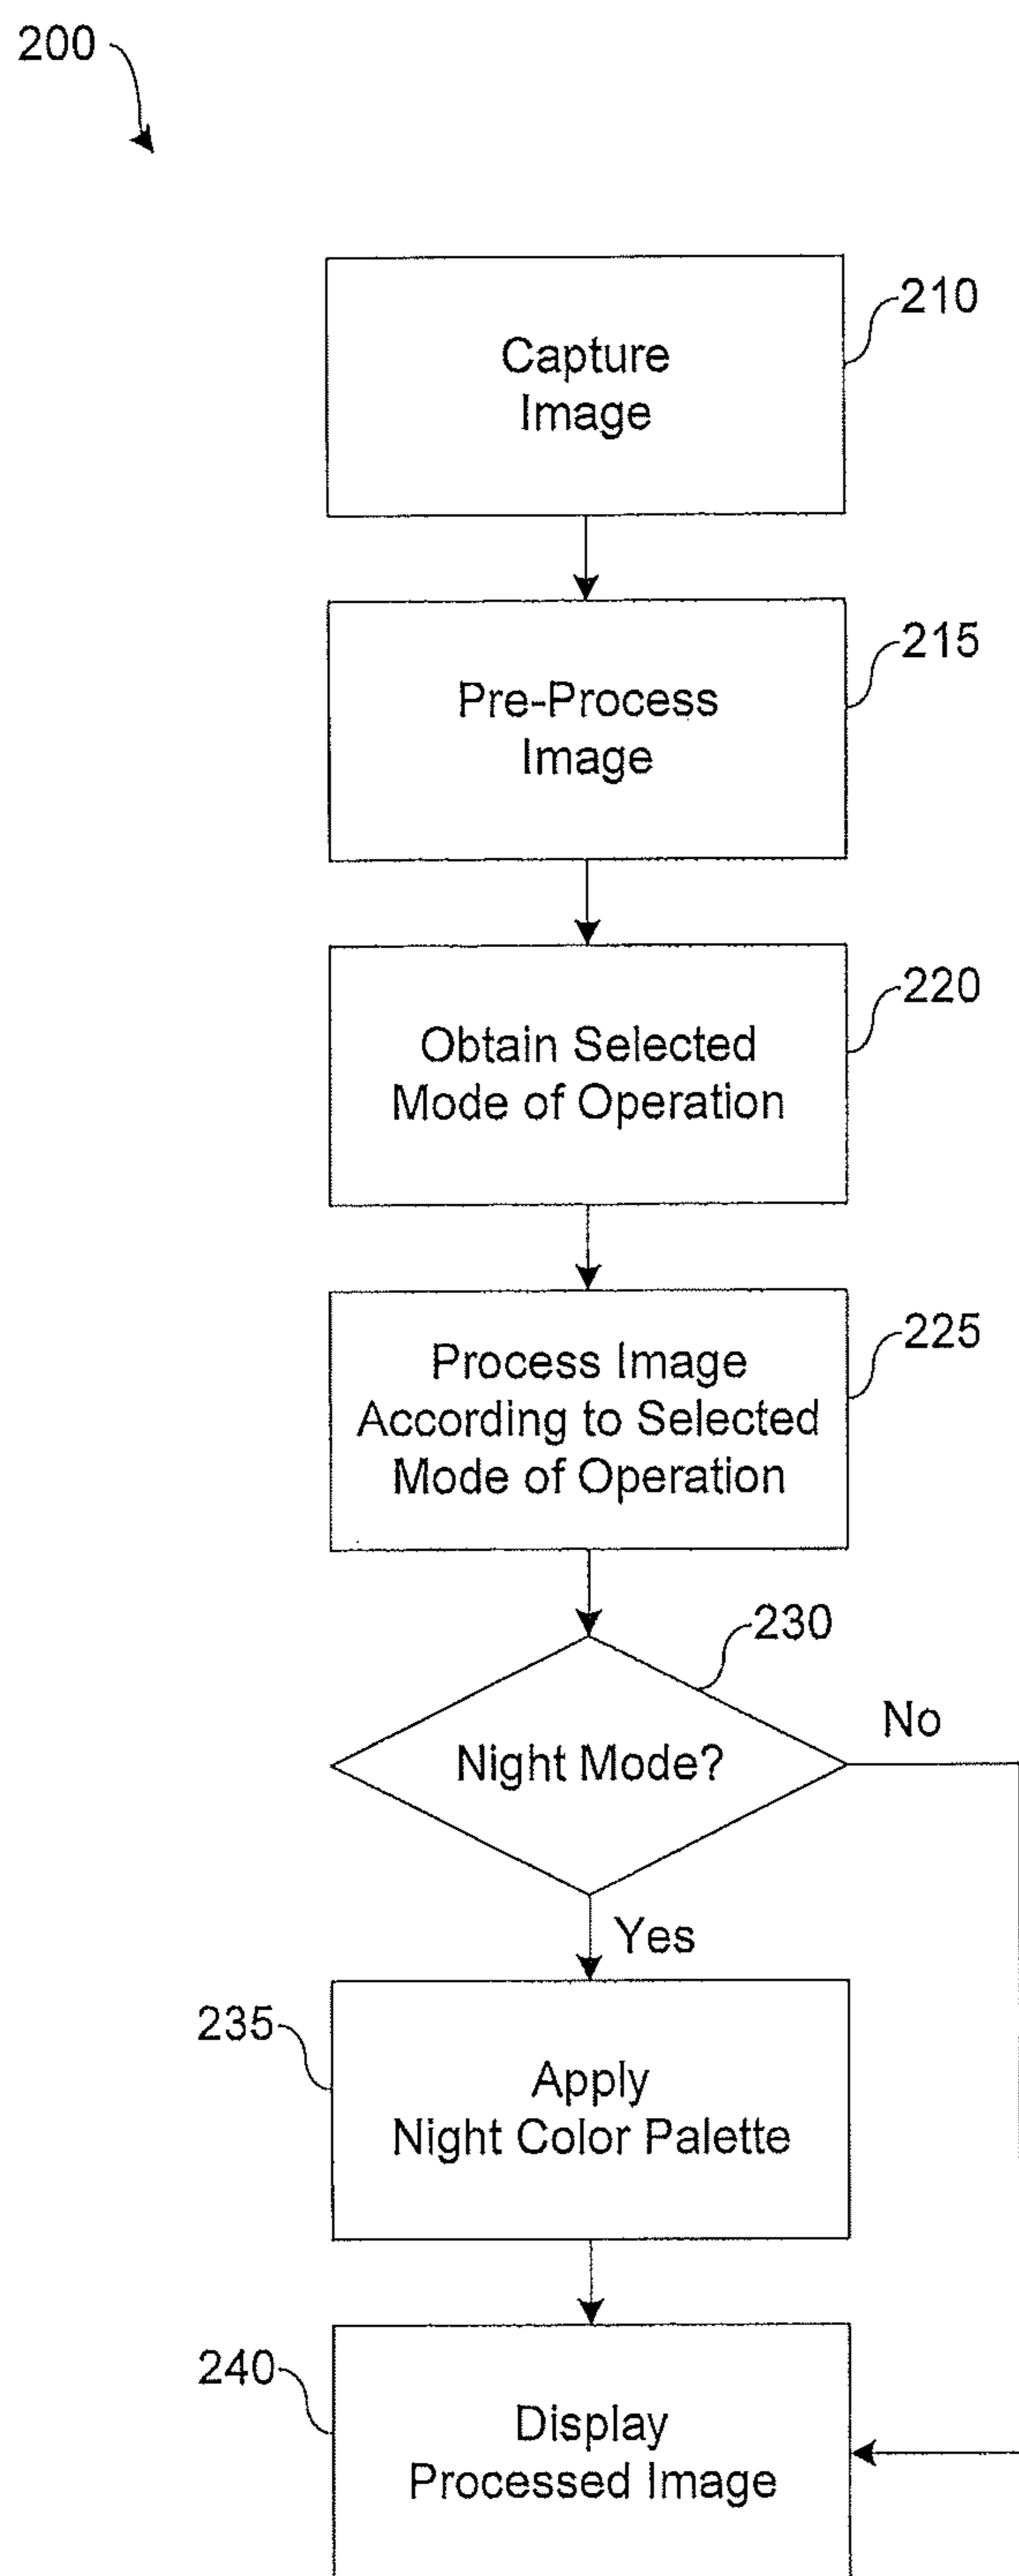 200
210
Capture
Image
215
Pre-Process
Image
220
Obtain Selected
Mode of Operation
225
Process Image
According to Selected
Mode of Operation
230
Night Mode?
No
Yes
235
Apply
Night Color Palette
240
Display
Processed Image